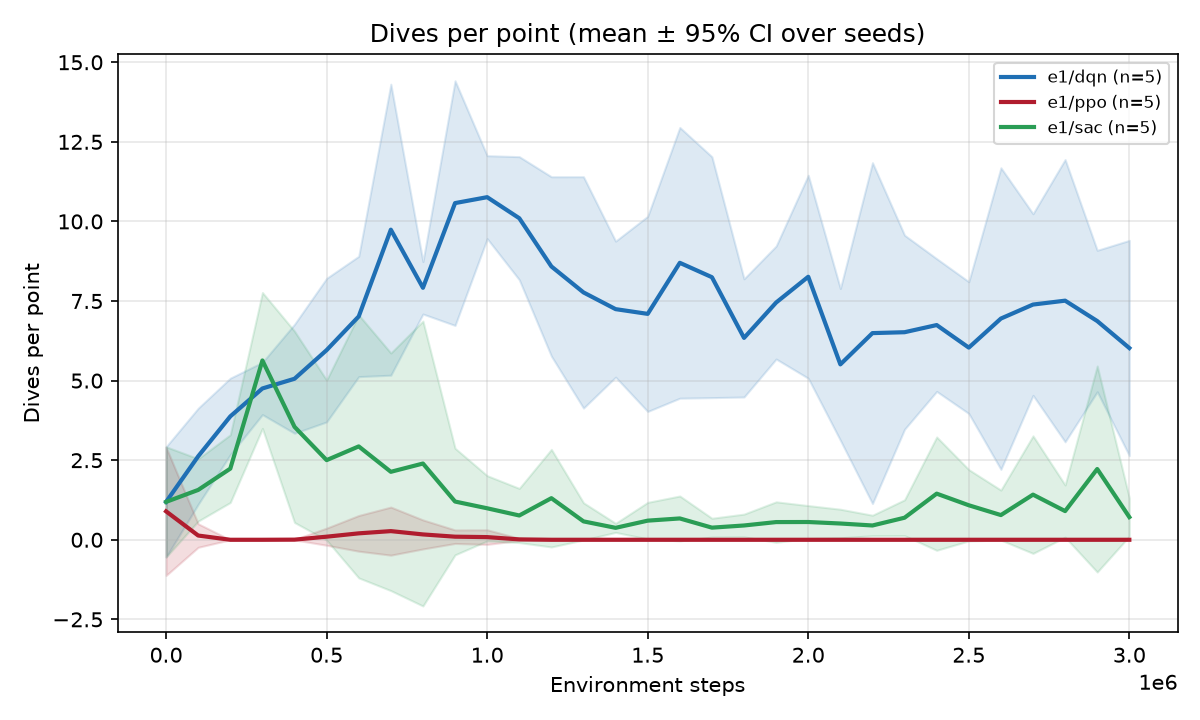 Dives per point (mean ± 95% CI over seeds)
15.0
12.5
10.0
7.5
5.0
2.5
0.0
−2.5
Dives per point
e1/dqn (n=5)
e1/ppo (n=5)
e1/sac (n=5)
0.0 0.5 1.0 1.5 2.0 2.5 3.0
1e6
Environment steps